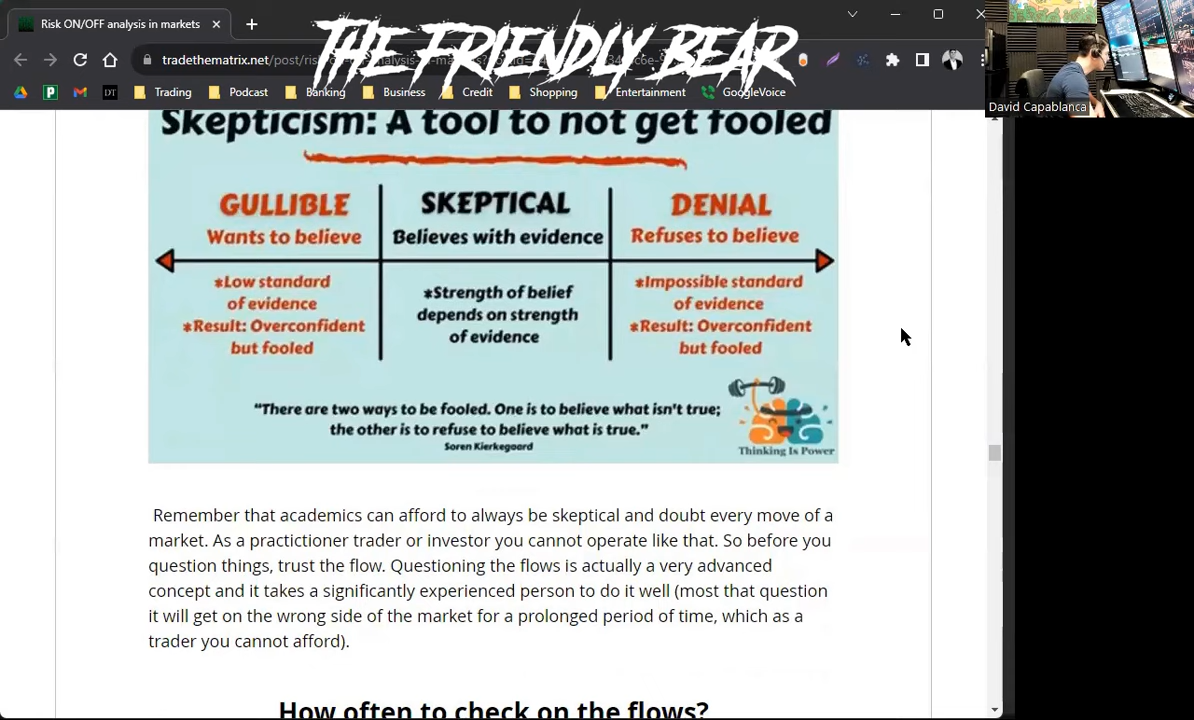 Risk ON/OFF analysis in markets
THE FRIENDLY BEAR
tradethematrix.net/post/
Trading Podcast Banking Business Credit Shopping Entertainment GoogleVoice
David Capablanca
Skepticism: A tool to not get fooled
GULLIBLE
Wants to believe
*Low standard
of evidence
*Result: Overconfident
but fooled
SKEPTICAL
Believes with evidence
*Strength of belief
depends on strength
of evidence
DENIAL
Refuses to believe
*Impossible standard
of evidence
*Result: Overconfident
but fooled
"There are two ways to be fooled. One is to believe what isn't true;
the other is to refuse to believe what is true."
Soren Kierkegaard
Thinking Is Power
Remember that academics can afford to always be skeptical and doubt every move of a
market. As a practictioner trader or investor you cannot operate like that. So before you
question things, trust the flow. Questioning the flows is actually a very advanced
concept and it takes a significantly experienced person to do it well (most that question
it will get on the wrong side of the market for a prolonged period of time, which as a
trader you cannot afford).
How often to check on the flows?